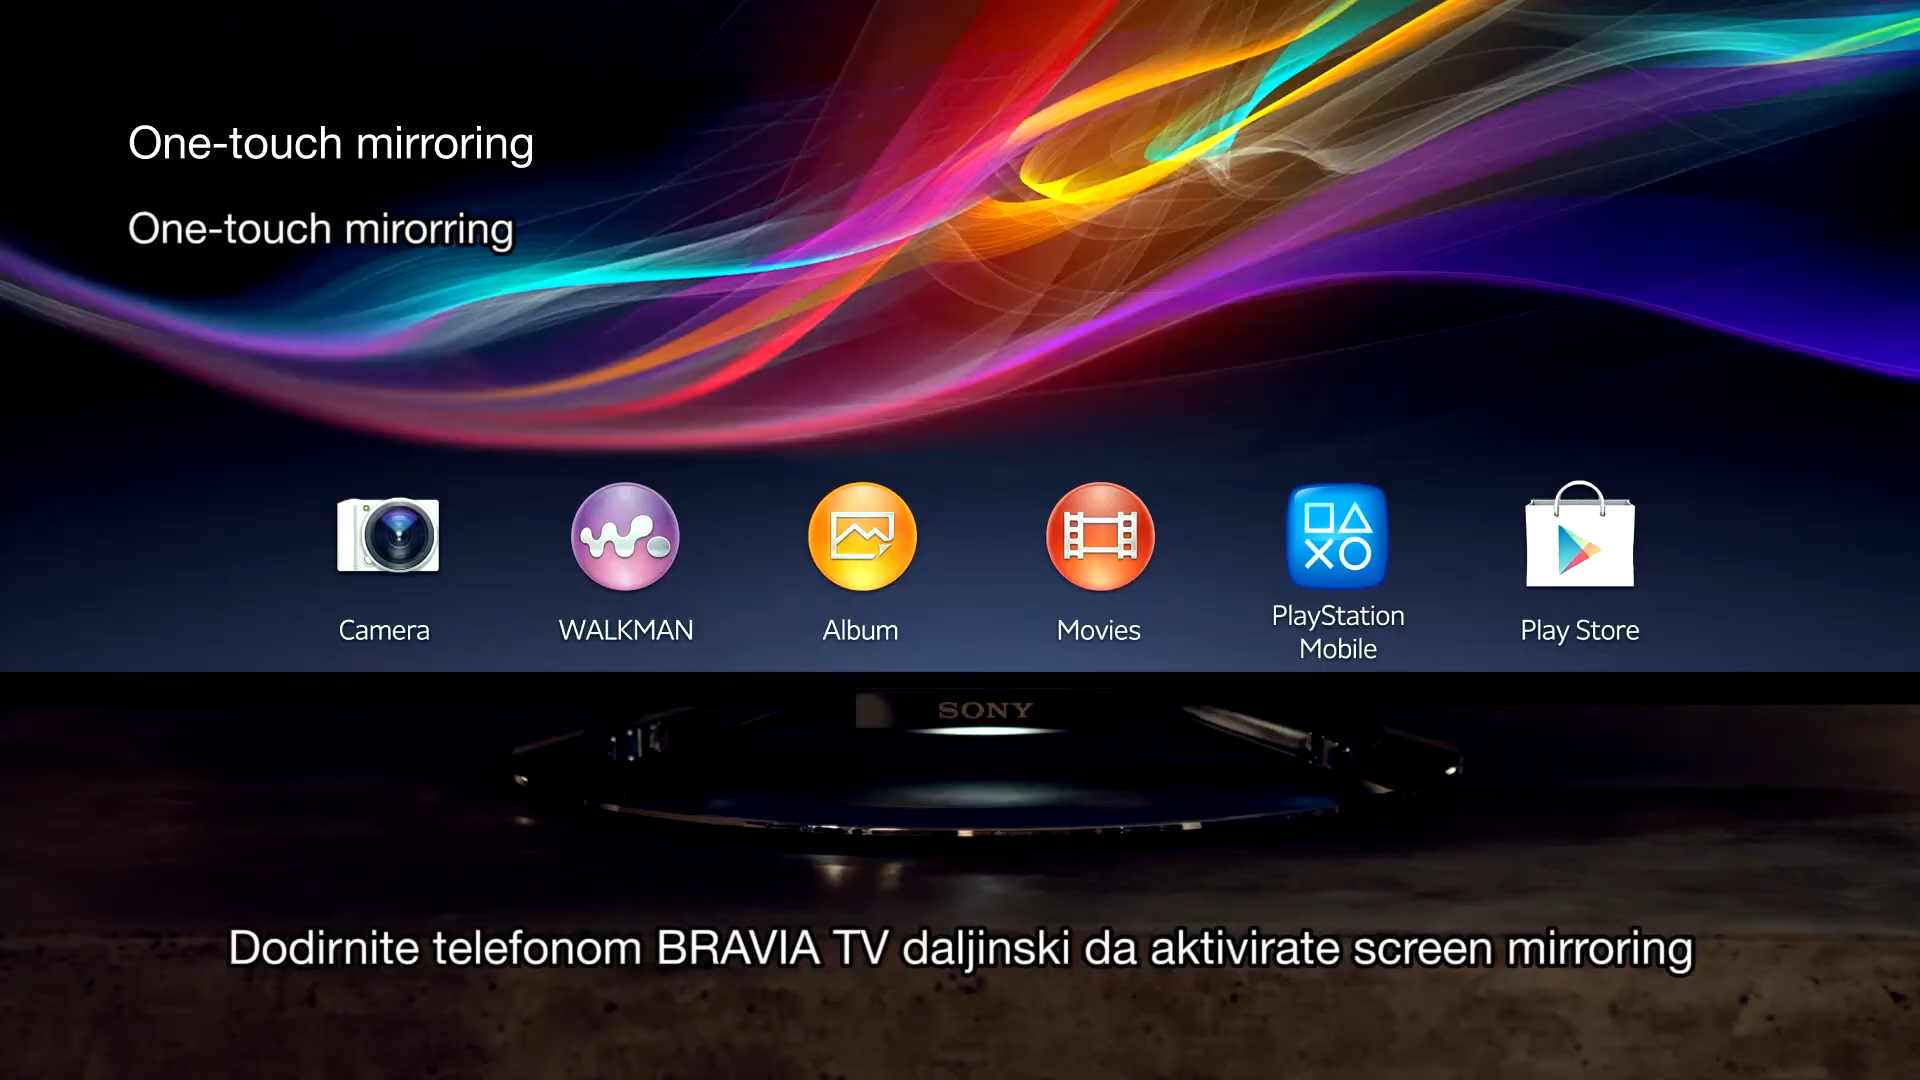 One-touch mirroring
One-touch mirorring
Camera
WALKMAN
Album
Movies
PlayStation
Mobile
Play Store
SONY
Dodirnite telefonom BRAVIA TV daljinski da aktivirate screen mirroring